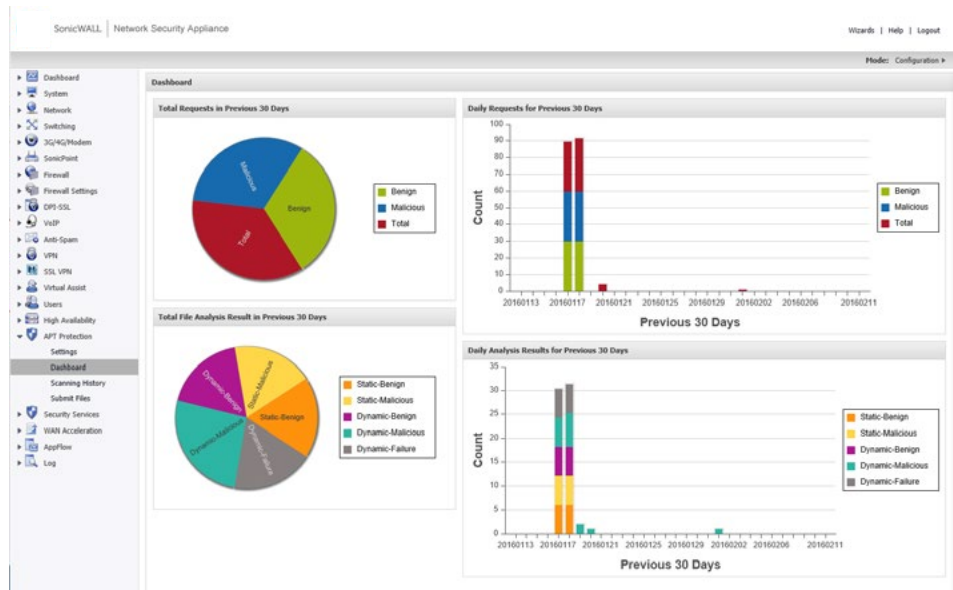 SonicWALL | Network Security Appliance
Wizards | Help | Logout
Mode: Configuration
Dashboard
System
Network
Switching
3G/4G/Modem
SonicPoint
Firewall
Firewall Settings
DPI-SSL
VoIP
Anti-Spam
VPN
SSL VPN
Virtual Assist
Users
High Availability
APT Protection
Settings
Dashboard
Scanning History
Submit Files
Security Services
WAN Acceleration
AppFlow
Log
Dashboard
Total Requests in Previous 30 Days
Malicious
Benign
Total
Benign
Malicious
Total
Daily Requests for Previous 30 Days
100
90
80
70
60
50
40
30
20
10
0
Count
20160113 20160117 20160121 20160125 20160129 20160202 20160206 20160211
Previous 30 Days
Benign
Malicious
Total
Total File Analysis Result in Previous 30 Days
Dynamic-Benign
Static-Malicious
Static-Benign
Dynamic-Malicious
Dynamic-Failure
Static-Benign
Static-Malicious
Dynamic-Benign
Dynamic-Malicious
Dynamic-Failure
Daily Analysis Results for Previous 30 Days
35
30
25
20
15
10
5
0
Count
20160113 20160117 20160121 20160125 20160129 20160202 20160206 20160211
Previous 30 Days
Static-Benign
Static-Malicious
Dynamic-Benign
Dynamic-Malicious
Dynamic-Failure